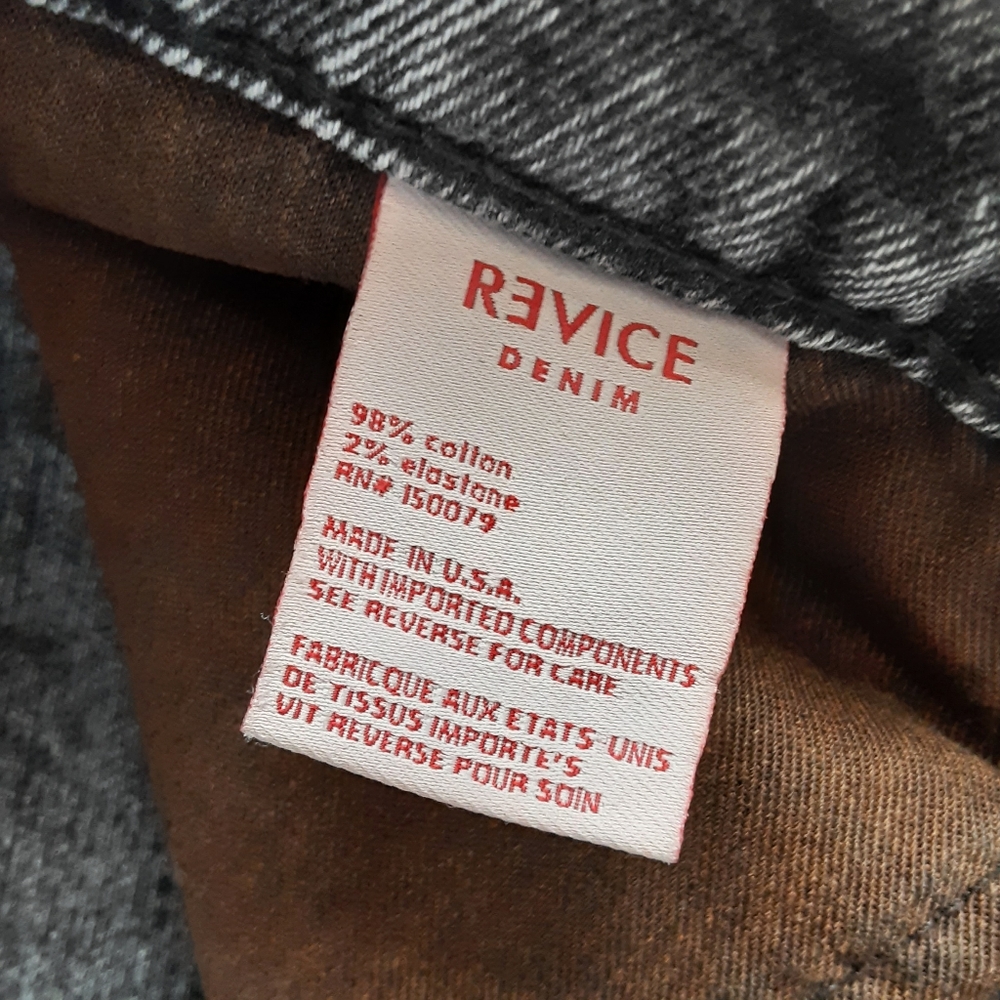 RƎVICE
DENIM
98% cotton
2% elastane
RN# 150079
MADE IN U.S.A.
WITH IMPORTED COMPONENTS
SEE REVERSE FOR CARE
FABRICQUE AUX ETATS-UNIS
DE TISSUS IMPORTE'S
VIT REVERSE POUR SOIN